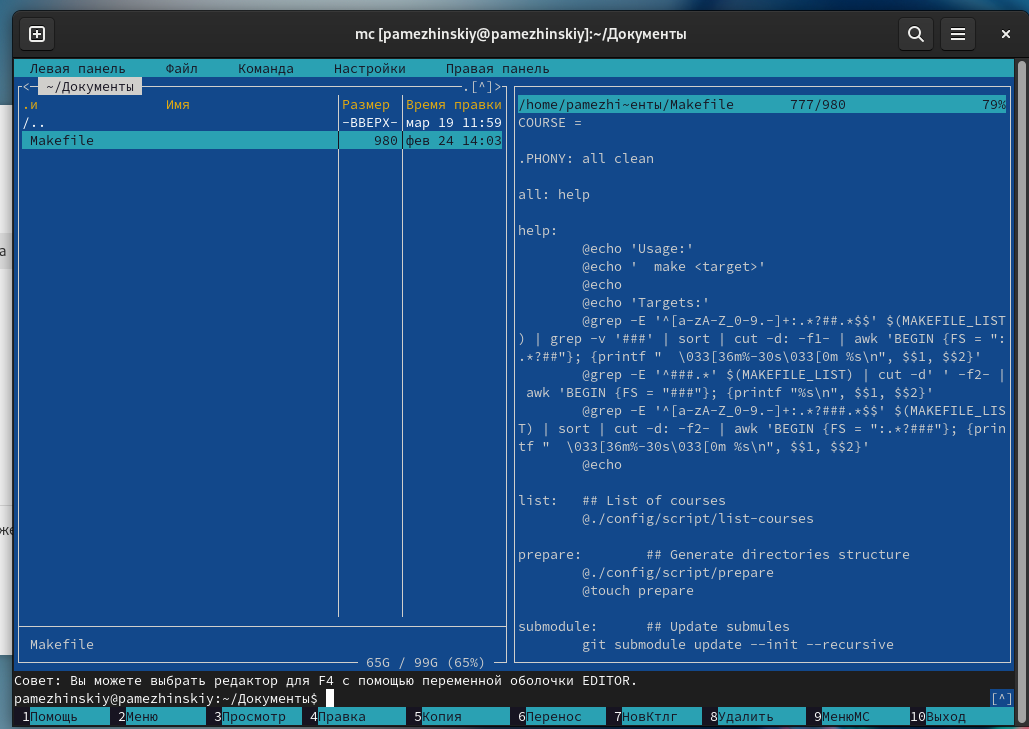 mc [pamezhinskiy@pamezhinskiy]:~/Документы
Левая панель Файл Команда Настройки Правая панель
<— ~/Документы .[^]>
.и Имя Размер Время правки
/.. -ВВЕРХ- мар 19 11:59
Makefile 980 фев 24 14:03
Makefile
65G / 99G (65%)
/home/pamezhi~енты/Makefile 777/980 79%
COURSE =
.PHONY: all clean
all: help
help:
@echo 'Usage:'
@echo '  make <target>'
@echo
@echo 'Targets:'
@grep -E '^[a-zA-Z_0-9.-]+:.*?##.*$$' $(MAKEFILE_LIST
) | grep -v '###' | sort | cut -d: -f1- | awk 'BEGIN {FS = ":
.*?##"}; {printf "  \033[36m%-30s\033[0m %s\n", $$1, $$2}'
@grep -E '^###.*' $(MAKEFILE_LIST) | cut -d' ' -f2- |
awk 'BEGIN {FS = "###"}; {printf "%s\n", $$1, $$2}'
@grep -E '^[a-zA-Z_0-9.-]+:.*?###.*$$' $(MAKEFILE_LIS
T) | sort | cut -d: -f2- | awk 'BEGIN {FS = ":.*?###"}; {prin
tf "  \033[36m%-30s\033[0m %s\n", $$1, $$2}'
@echo
list: ## List of courses
@./config/script/list-courses
prepare: ## Generate directories structure
@./config/script/prepare
@touch prepare
submodule: ## Update submules
git submodule update --init --recursive
Совет: Вы можете выбрать редактор для F4 с помощью переменной оболочки EDITOR.
pamezhinskiy@pamezhinskiy:~/Документы$ [^]
1Помощь 2Меню 3Просмотр 4Правка 5Копия 6Перенос 7НовКтлг 8Удалить 9МенюМС 10Выход